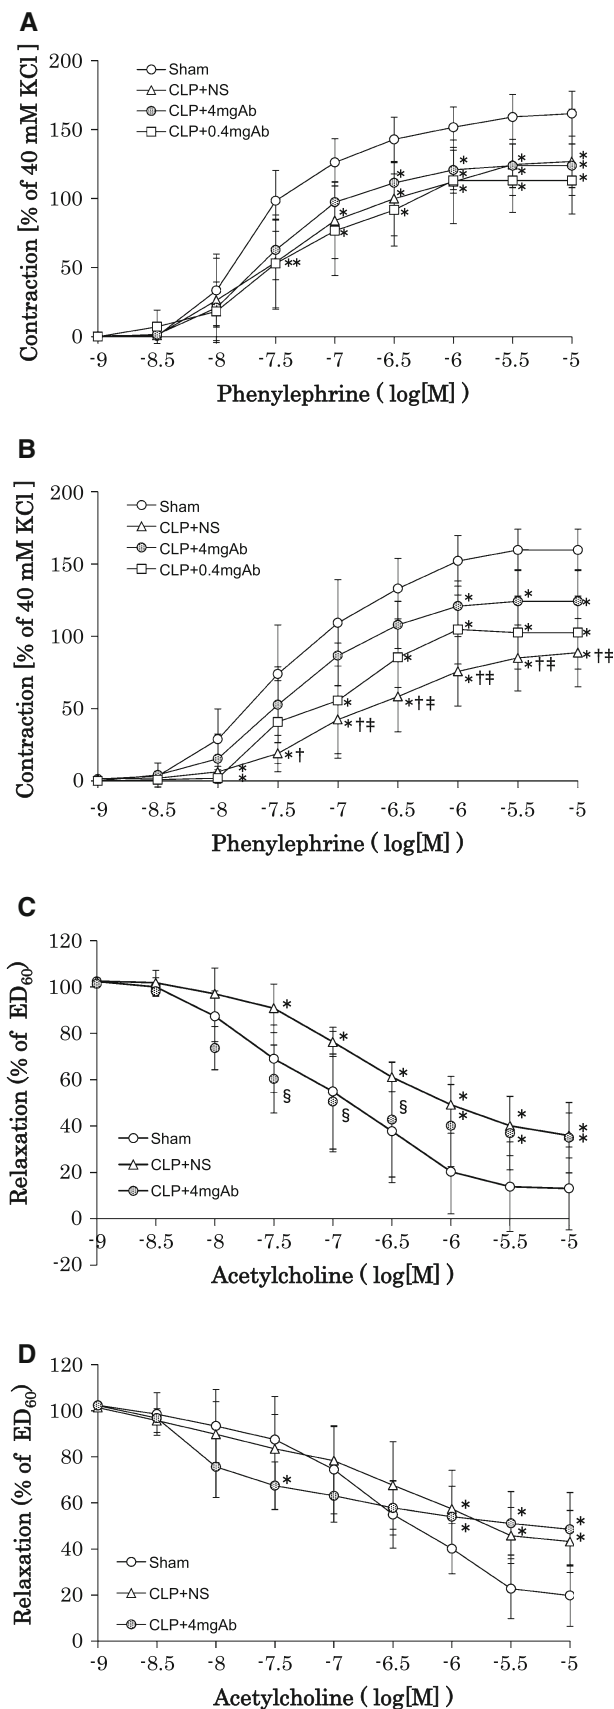 A
Contraction [% of 40 mM KCl ]
200
150
100
50
0
Sham
CLP+NS
CLP+4mgAb
CLP+0.4mgAb
* * * * * * * * * * * * * * * * **
-9 -8.5 -8 -7.5 -7 -6.5 -6 -5.5 -5
Phenylephrine ( log[M] )
B
Contraction [% of 40 mM KCl ]
200
150
100
50
0
Sham
CLP+NS
CLP+4mgAb
CLP+0.4mgAb
* * *
* * *
* *
*†‡ *†‡ *†‡ *†‡ *†‡
*†
*
*
-9 -8.5 -8 -7.5 -7 -6.5 -6 -5.5 -5
Phenylephrine ( log[M] )
C
Relaxation (% of ED60)
120
100
80
60
40
20
0
-20
Sham
CLP+NS
CLP+4mgAb
* * * * * *
§ § § * * *
-9 -8.5 -8 -7.5 -7 -6.5 -6 -5.5 -5
Acetylcholine ( log[M] )
D
Relaxation (% of ED60)
120
100
80
60
40
20
0
Sham
CLP+NS
CLP+4mgAb
* * * *
* * *
-9 -8.5 -8 -7.5 -7 -6.5 -6 -5.5 -5
Acetylcholine ( log[M] )